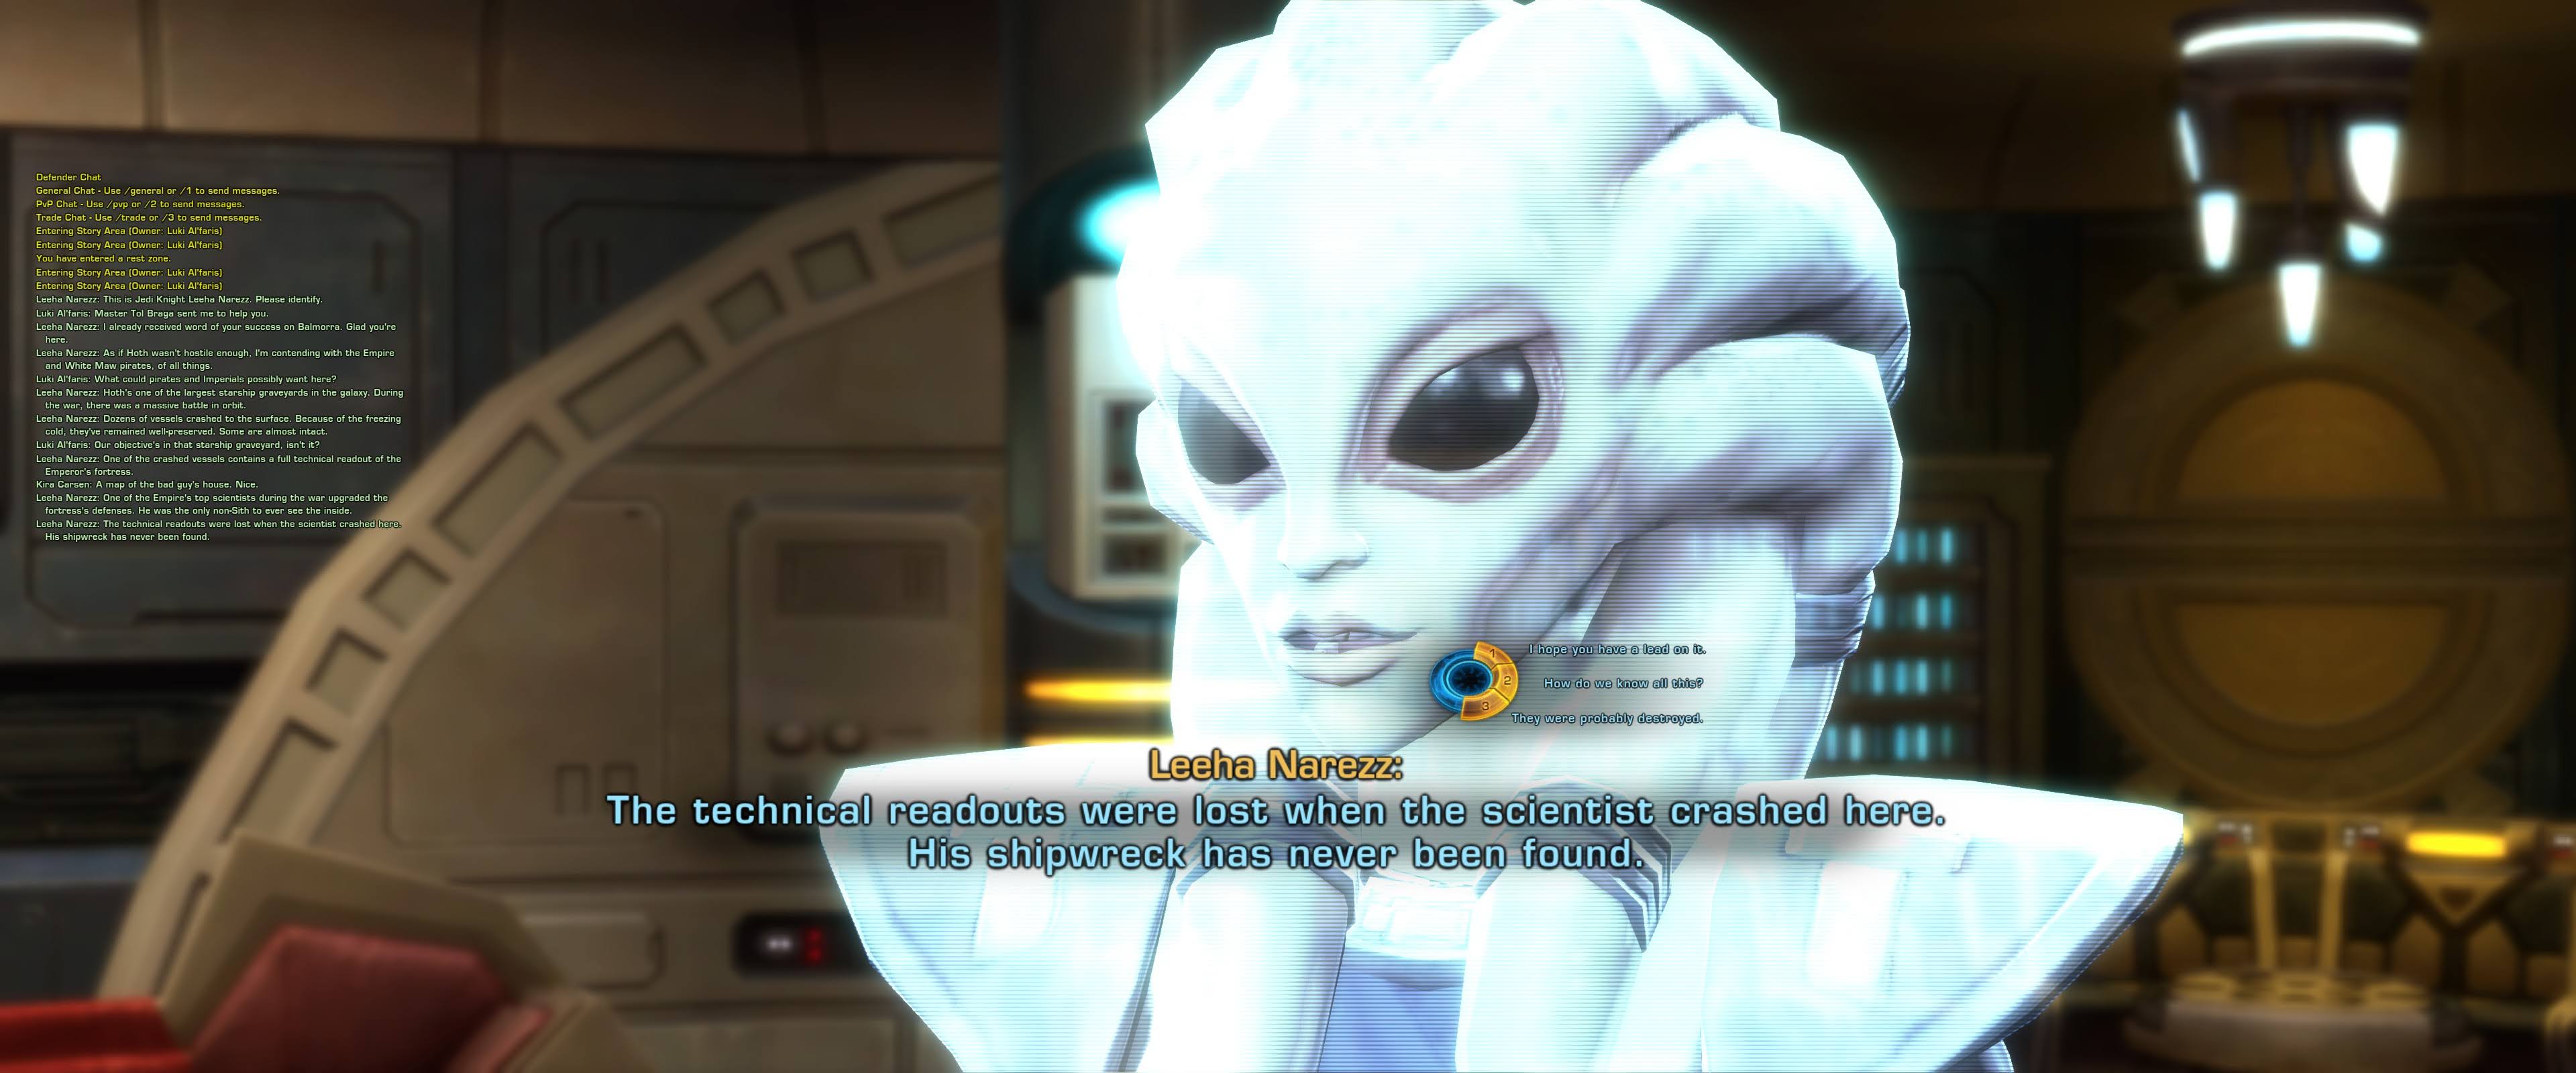 Defender Chat
General Chat - Use /general or /1 to send messages.
PvP Chat - Use /pvp or /2 to send messages.
Trade Chat - Use /trade or /3 to send messages.
Entering Story Area (Owner: Luki Al'faris)
Entering Story Area (Owner: Luki Al'faris)
You have entered a rest zone.
Entering Story Area (Owner: Luki Al'faris)
Entering Story Area (Owner: Luki Al'faris)
Leeha Narezz: This is Jedi Knight Leeha Narezz. Please identify.
Luki Al'faris: Master Tol Braga sent me to help you.
Leeha Narezz: I already received word of your success on Balmorra. Glad you're
here.
Leeha Narezz: As if Hoth wasn't hostile enough, I'm contending with the Empire
and White Maw pirates, of all things.
Luki Al'faris: What could pirates and Imperials possibly want here?
Leeha Narezz: Hoth's one of the largest starship graveyards in the galaxy. During
the war, there was a massive battle in orbit.
Leeha Narezz: Dozens of vessels crashed to the surface. Because of the freezing
cold, they've remained well-preserved. Some are almost intact.
Luki Al'faris: Our objective's in that starship graveyard, isn't it?
Leeha Narezz: One of the crashed vessels contains a full technical readout of the
Emperor's fortress.
Kira Carsen: A map of the bad guy's house. Nice.
Leeha Narezz: One of the Empire's top scientists during the war upgraded the
fortress's defenses. He was the only non-Sith to ever see the inside.
Leeha Narezz: The technical readouts were lost when the scientist crashed here.
His shipwreck has never been found.
1 I hope you have a lead on it.
2 How do we know all this?
3 They were probably destroyed.
Leeha Narezz:
The technical readouts were lost when the scientist crashed here.
His shipwreck has never been found.